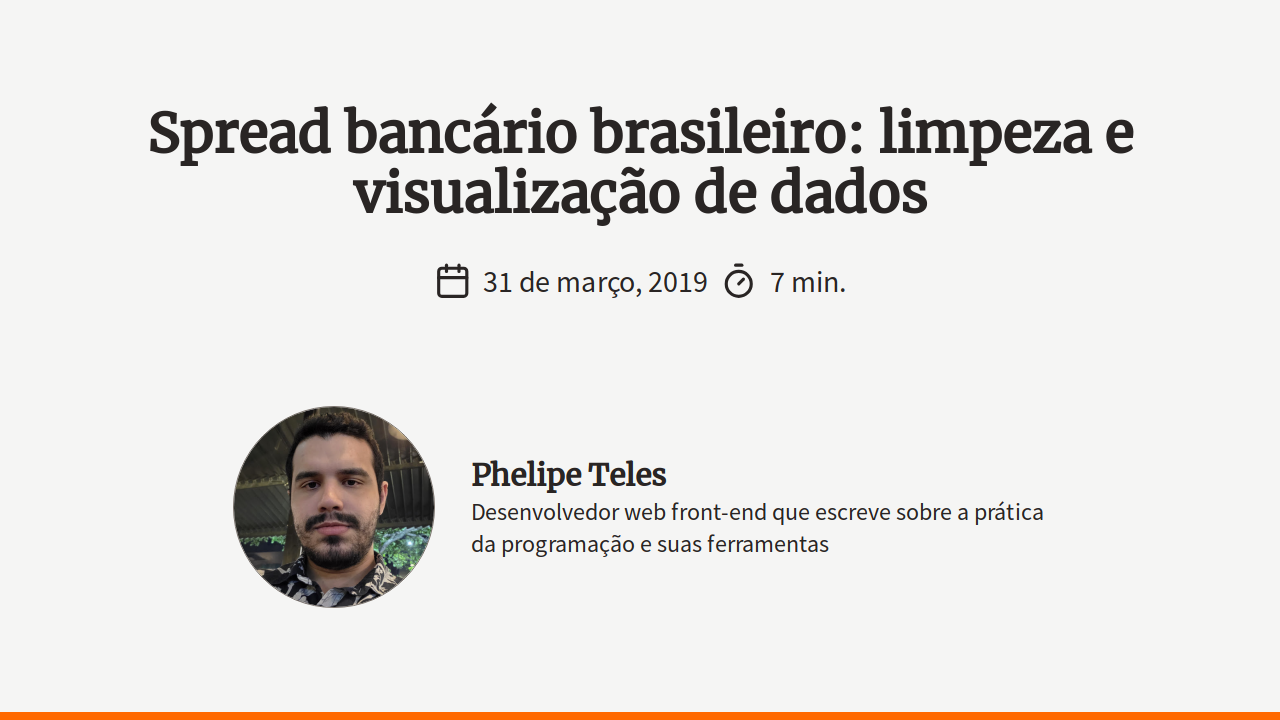 Spread bancário brasileiro: limpeza e
visualização de dados
31 de março, 2019 7 min.
Phelipe Teles
Desenvolvedor web front-end que escreve sobre a prática
da programação e suas ferramentas